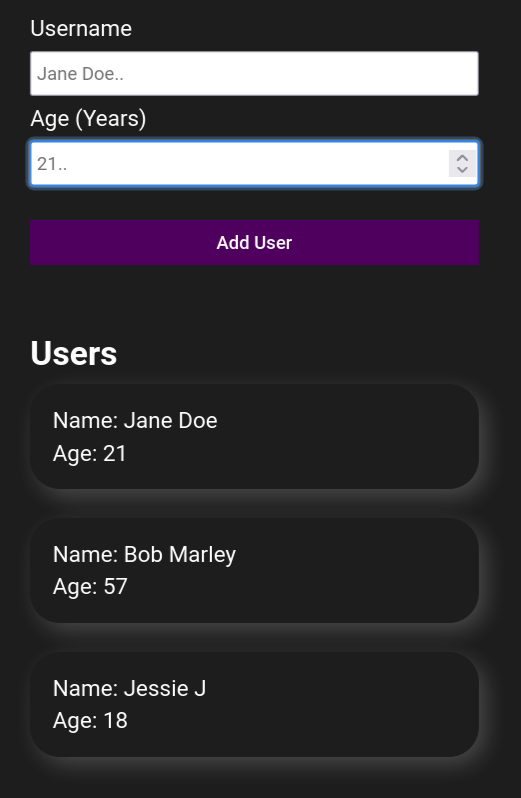 Username
Jane Doe..
Age (Years)
21..
Add User
Users
Name: Jane Doe
Age: 21
Name: Bob Marley
Age: 57
Name: Jessie J
Age: 18